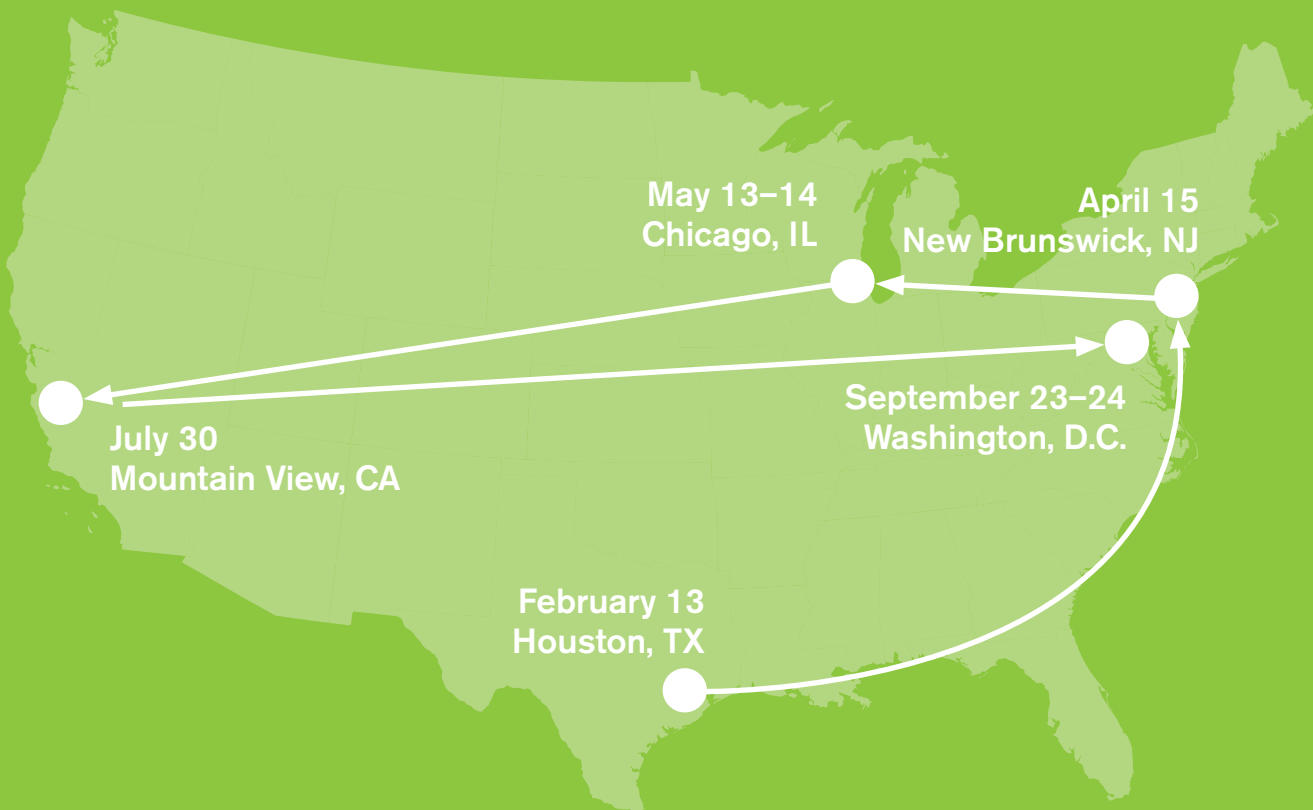 May 13–14
Chicago, IL
April 15
New Brunswick, NJ
September 23–24
Washington, D.C.
July 30
Mountain View, CA
February 13
Houston, TX